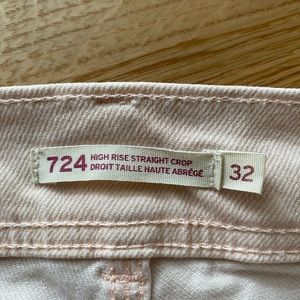 724 HIGH RISE STRAIGHT CROP
DROIT TAILLE HAUTE ABRÉGÉ
32